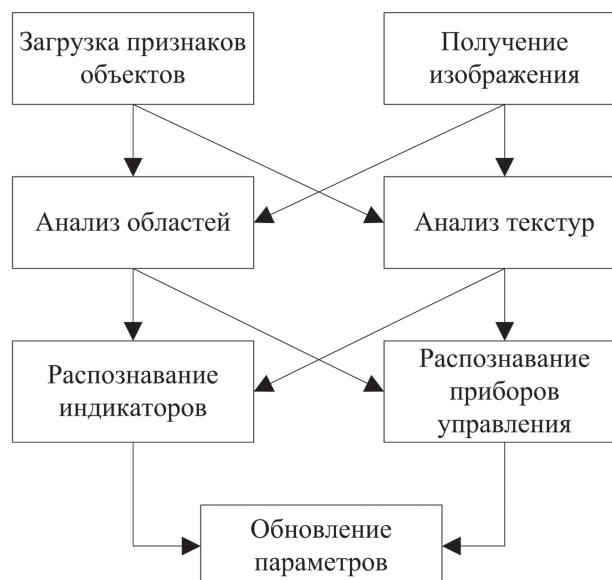 Загрузка признаков
объектов
Получение
изображения
Анализ областей
Анализ текстур
Распознавание
индикаторов
Распознавание
приборов
управления
Обновление
параметров